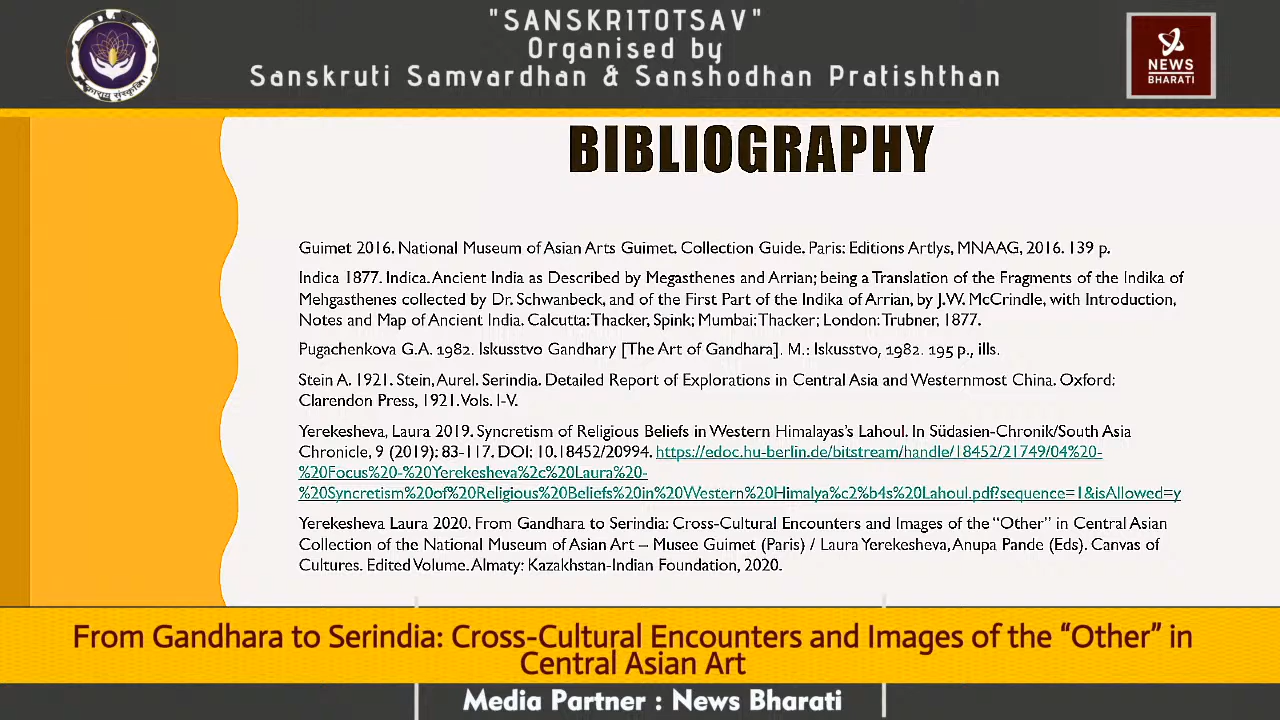 "SANSKRITOTSAV"
Organised by
Sanskruti Samvardhan & Sanshodhan Pratishthan
NEWS
BHARATI
BIBLIOGRAPHY
Guimet 2016. National Museum of Asian Arts Guimet. Collection Guide. Paris: Editions Artlys, MNAAG, 2016. 139 p.
Indica 1877. Indica. Ancient India as Described by Megasthenes and Arrian; being a Translation of the Fragments of the Indika of
Mehgasthenes collected by Dr. Schwanbeck, and of the First Part of the Indika of Arrian, by J.W. McCrindle, with Introduction,
Notes and Map of Ancient India. Calcutta: Thacker, Spink; Mumbai: Thacker; London: Trubner, 1877.
Pugachenkova G.A. 1982. Iskusstvo Gandhary [The Art of Gandhara]. M.: Iskusstvo, 1982. 195 p., ills.
Stein A. 1921. Stein, Aurel. Serindia. Detailed Report of Explorations in Central Asia and Westernmost China. Oxford:
Clarendon Press, 1921. Vols. I-V.
Yerekesheva, Laura 2019. Syncretism of Religious Beliefs in Western Himalayas's Lahoul. In Südasien-Chronik/South Asia
Chronicle, 9 (2019): 83-117. DOI: 10.18452/20994. https://edoc.hu-berlin.de/bitstream/handle/18452/21749/04%20-
%20Focus%20-%20Yerekesheva%2c%20Laura%20-
%20Syncretism%20of%20Religious%20Beliefs%20in%20Western%20Himalya%c2%b4s%20Lahoul.pdf?sequence=1&isAllowed=y
Yerekesheva Laura 2020. From Gandhara to Serindia: Cross-Cultural Encounters and Images of the “Other” in Central Asian
Collection of the National Museum of Asian Art – Musee Guimet (Paris) / Laura Yerekesheva, Anupa Pande (Eds). Canvas of
Cultures. Edited Volume. Almaty: Kazakhstan-Indian Foundation, 2020.
From Gandhara to Serindia: Cross-Cultural Encounters and Images of the “Other” in
Central Asian Art
Media Partner : News Bharati